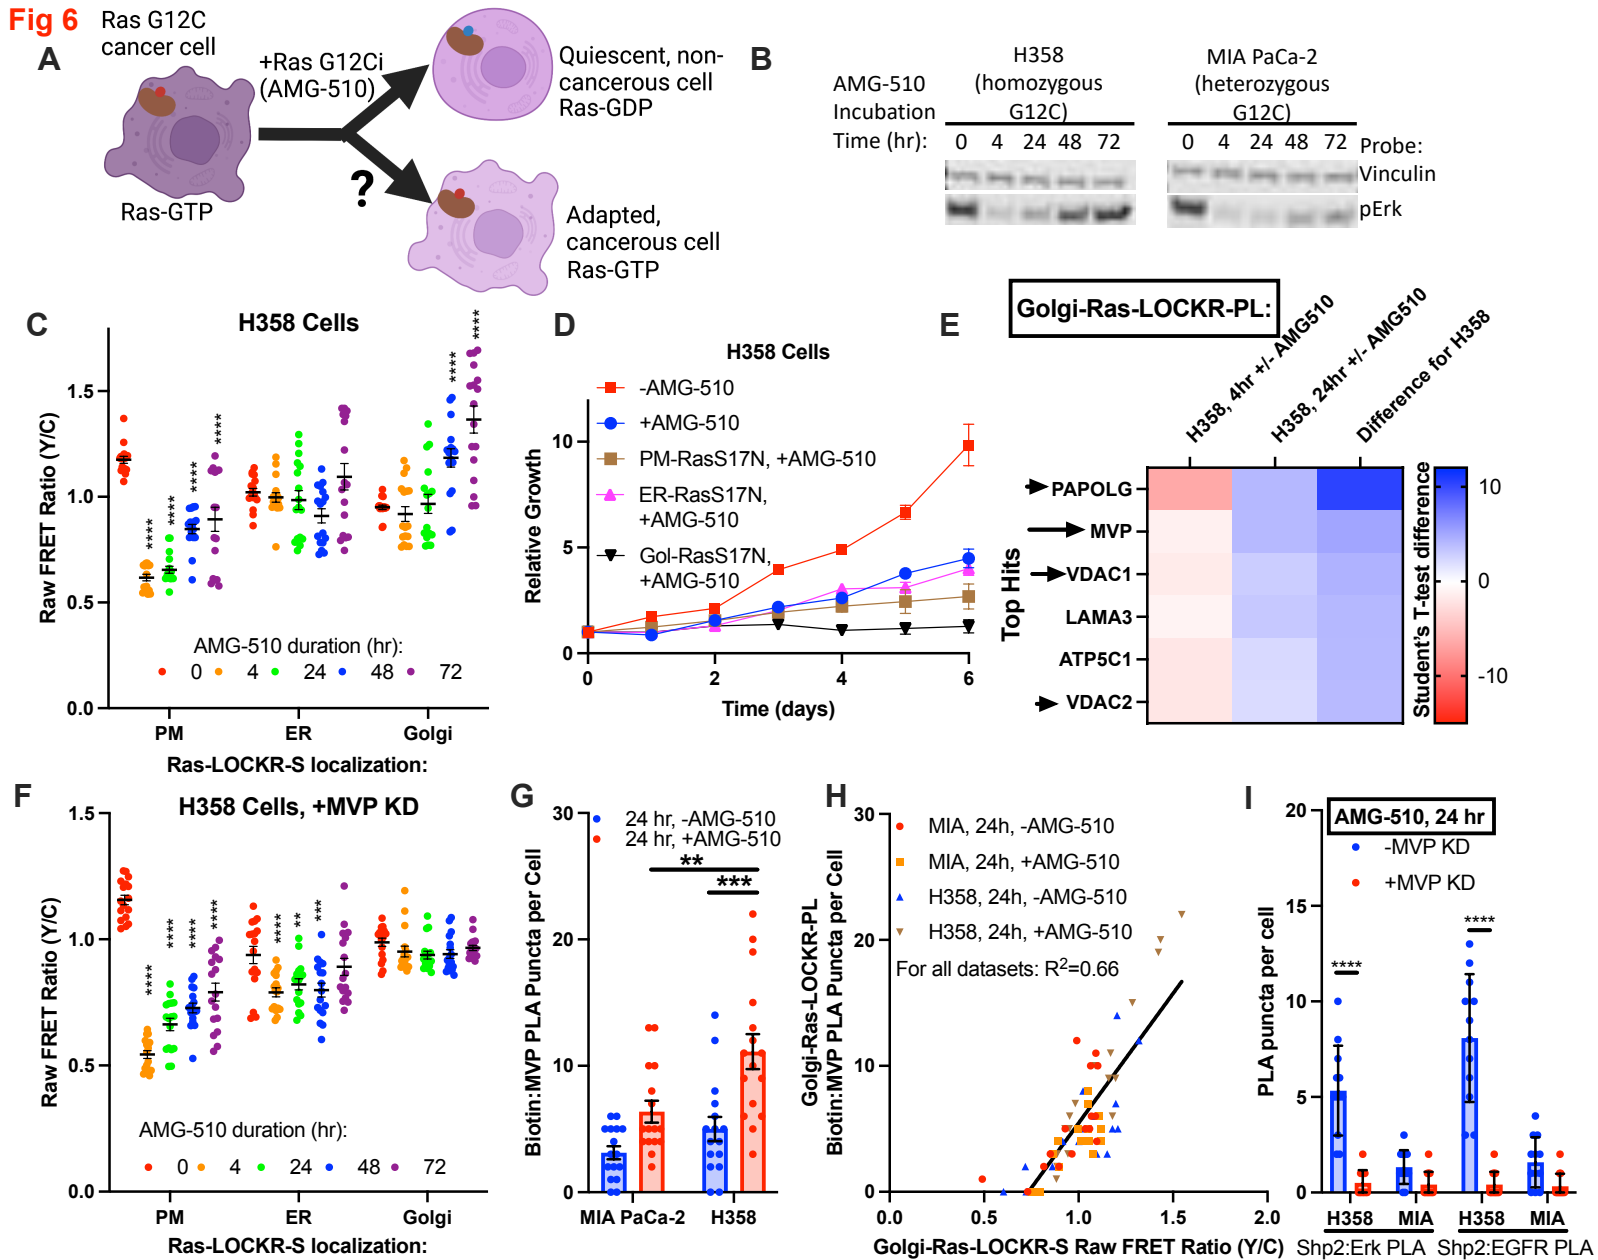 Fig 6
A
Ras G12C
cancer cell
+Ras G12Ci
(AMG-510)
Ras-GTP
?
Quiescent, non-
cancerous cell
Ras-GDP
Adapted,
cancerous cell
Ras-GTP
B
AMG-510
Incubation
Time (hr):
H358
(homozygous
G12C)
0 4 24 48 72
MIA PaCa-2
(heterozygous
G12C)
0 4 24 48 72
Probe:
Vinculin
pErk
C
H358 Cells
Raw FRET Ratio (Y/C)
1.5
1.0
0.5
0.0
**** **** **** **** **** ****
AMG-510 duration (hr):
0 4 24 48 72
PM ER Golgi
Ras-LOCKR-S localization:
D
H358 Cells
-AMG-510
+AMG-510
PM-RasS17N, +AMG-510
ER-RasS17N,
+AMG-510
Gol-RasS17N,
+AMG-510
Relative Growth
10
5
0
0 2 4 6
Time (days)
E
Golgi-Ras-LOCKR-PL:
H358, 4hr +/- AMG510
H358, 24hr +/- AMG510
Difference for H358
Top Hits
PAPOLG
MVP
VDAC1
LAMA3
ATP5C1
VDAC2
Student's T-test difference
10
0
-10
F
H358 Cells, +MVP KD
Raw FRET Ratio (Y/C)
1.5
1.0
0.5
0.0
**** **** **** **** **** ** ***
AMG-510 duration (hr):
0 4 24 48 72
PM ER Golgi
Ras-LOCKR-S localization:
G
24 hr, -AMG-510
24 hr, +AMG-510
**
***
Biotin:MVP PLA Puncta per Cell
30
20
10
0
MIA PaCa-2 H358
H
MIA, 24h, -AMG-510
MIA, 24h, +AMG-510
H358, 24h, -AMG-510
H358, 24h, +AMG-510
For all datasets: R²=0.66
Golgi-Ras-LOCKR-PL
Biotin:MVP PLA Puncta per Cell
30
20
10
0
0.0 0.5 1.0 1.5 2.0
Golgi-Ras-LOCKR-S Raw FRET Ratio (Y/C)
I
AMG-510, 24 hr
-MVP KD
+MVP KD
****
****
PLA puncta per cell
20
15
10
5
0
H358 MIA H358 MIA
Shp2:Erk PLA Shp2:EGFR PLA